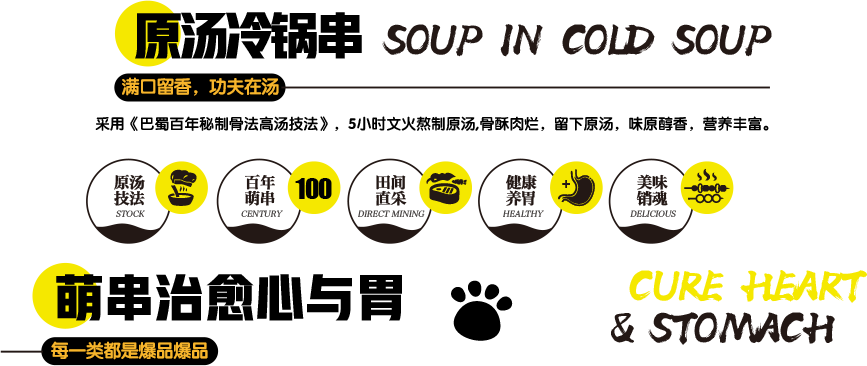 原汤冷锅串 SOUP IN COLD SOUP
满口留香，功夫在汤
采用《巴蜀百年秘制骨法高汤技法》，5小时文火熬制原汤,骨酥肉烂，留下原汤，味原醇香，营养丰富。
原汤
技法
STOCK
百年
萌串
CENTURY
100
田间
直采
DIRECT MINING
健康
养胃
HEALTHY
美味
销魂
DELICIOUS
萌串治愈心与胃
CURE HEART
& STOMACH
每一类都是爆品爆品